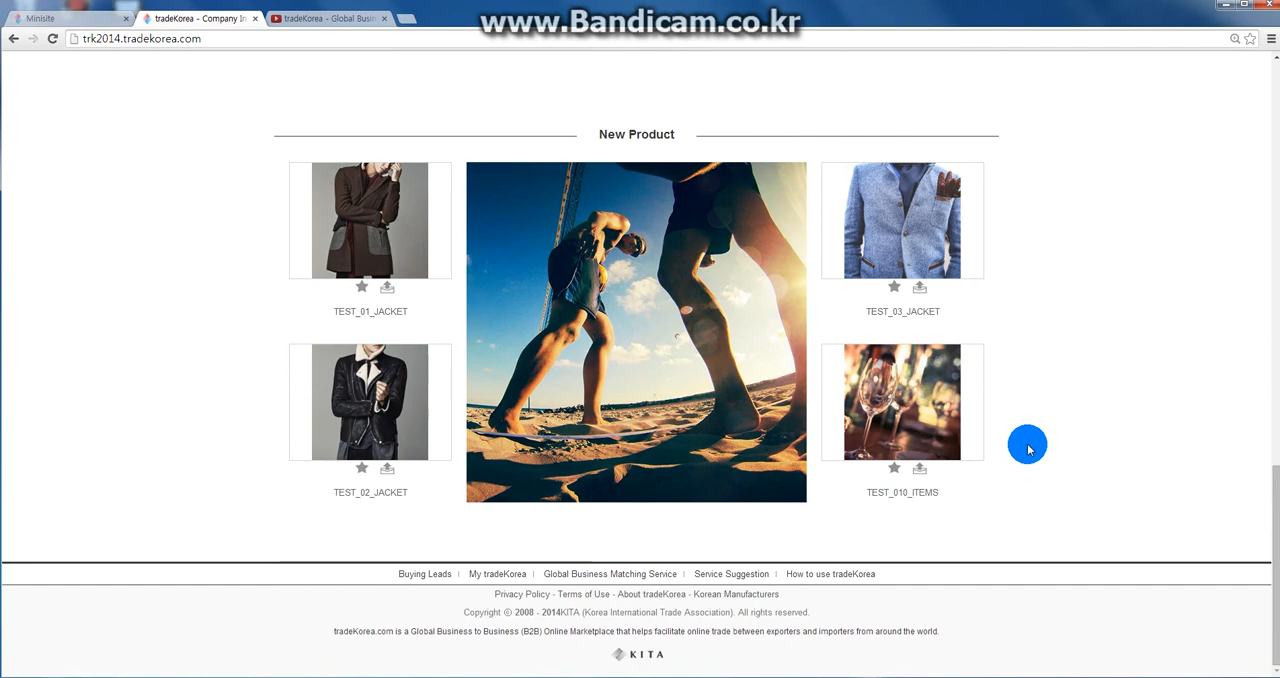 Minisite
tradeKorea - Company In
tradeKorea - Global Busin
www.Bandicam.co.kr
trk2014.tradekorea.com
New Product
TEST_01_JACKET
TEST_03_JACKET
TEST_02_JACKET
TEST_010_ITEMS
Buying Leads | My tradeKorea | Global Business Matching Service | Service Suggestion | How to use tradeKorea
Privacy Policy - Terms of Use - About tradeKorea - Korean Manufacturers
Copyright © 2008 - 2014KITA (Korea International Trade Association). All rights reserved.
tradeKorea.com is a Global Business to Business (B2B) Online Marketplace that helps facilitate online trade between exporters and importers from around the world.
KITA